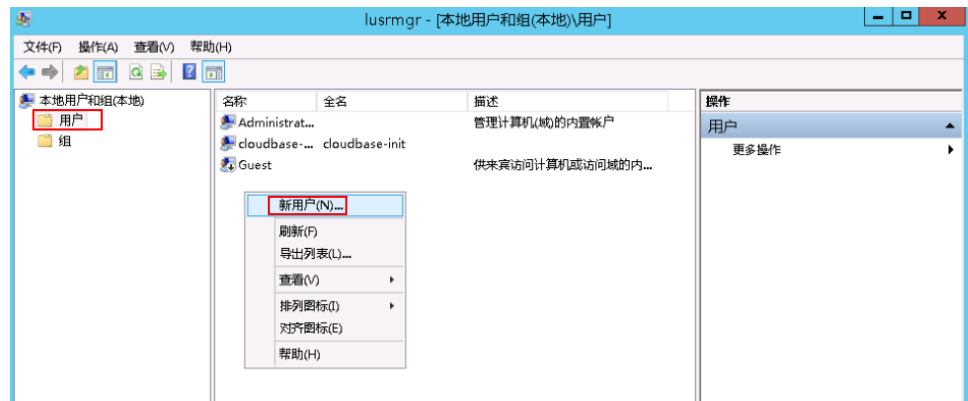 lusrmgr - [本地用户和组(本地)\用户]
文件(F) 操作(A) 查看(V) 帮助(H)
本地用户和组(本地)
用户
组
名称 全名 描述
Administrat... 管理计算机(域)的内置帐户
cloudbase-... cloudbase-init
Guest 供来宾访问计算机或访问域的内...
新用户(N)...
刷新(F)
导出列表(L)...
查看(V)
排列图标(I)
对齐图标(E)
帮助(H)
操作
用户
更多操作